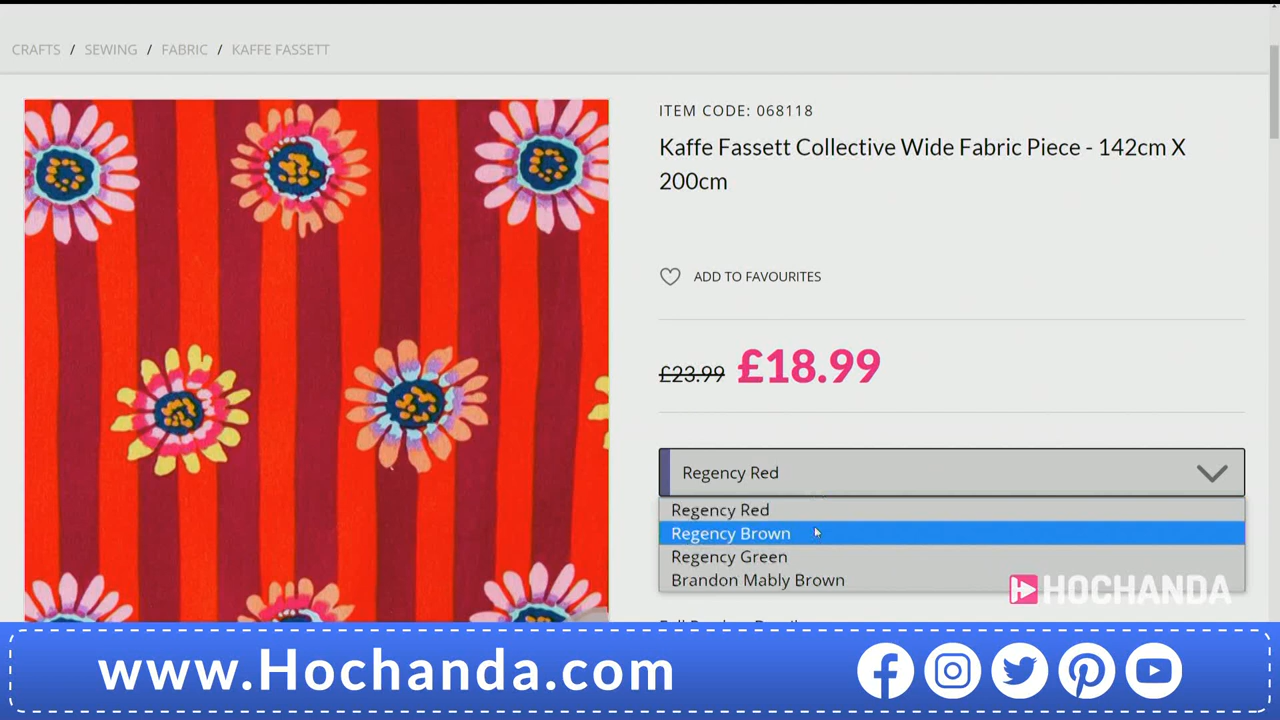 CRAFTS / SEWING / FABRIC / KAFFE FASSETT
ITEM CODE: 068118
Kaffe Fassett Collective Wide Fabric Piece - 142cm X
200cm
ADD TO FAVOURITES
£23.99 £18.99
Regency Red
Regency Red
Regency Brown
Regency Green
Brandon Mably Brown
HOCHANDA
www.Hochanda.com